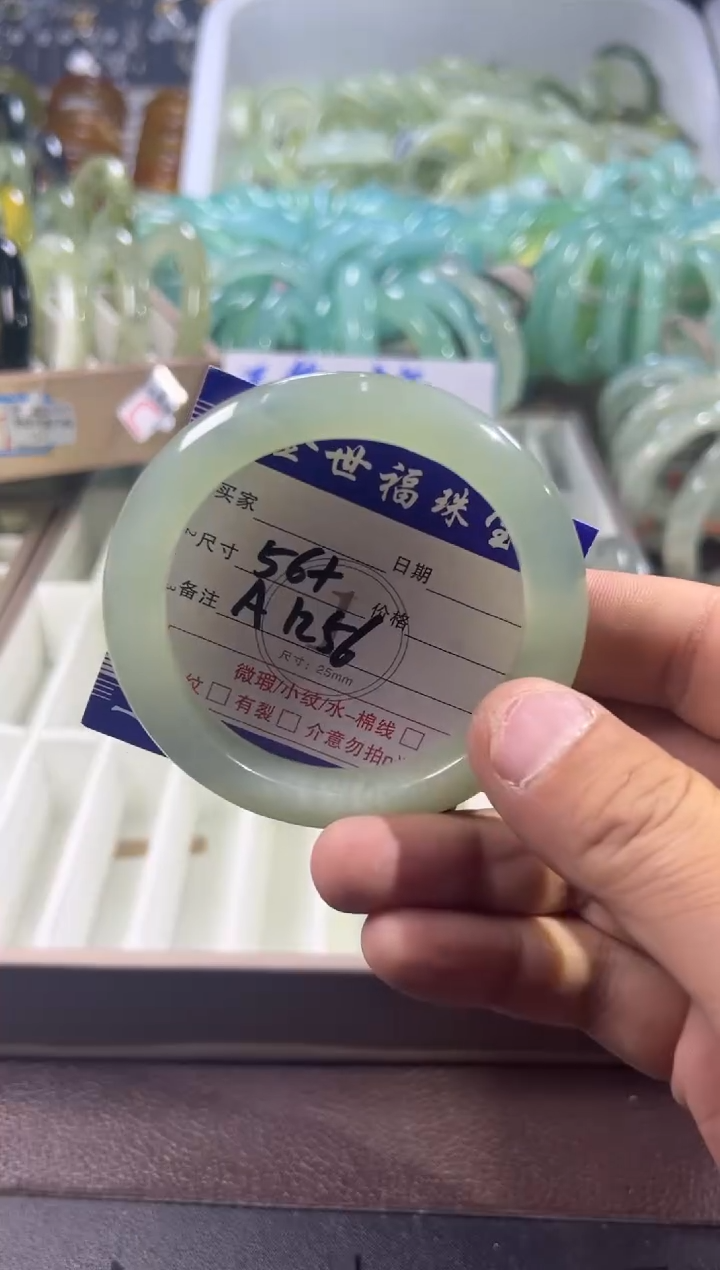 世福珠宝
买家
日期
尺寸 56+
备注 A 1256 价格
尺寸：25mm
微瑕/小纹/水-棉线 □
纹 □ 有裂 □ 介意勿拍